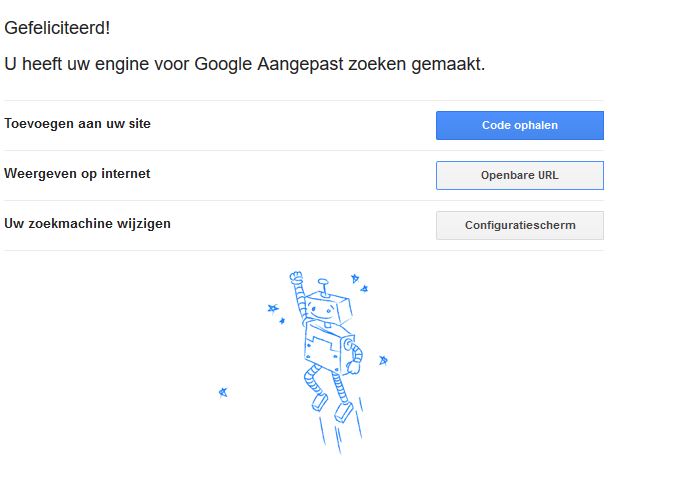 Gefeliciteerd!
U heeft uw engine voor Google Aangepast zoeken gemaakt.
Toevoegen aan uw site
Code ophalen
Weergeven op internet
Openbare URL
Uw zoekmachine wijzigen
Configuratiescherm